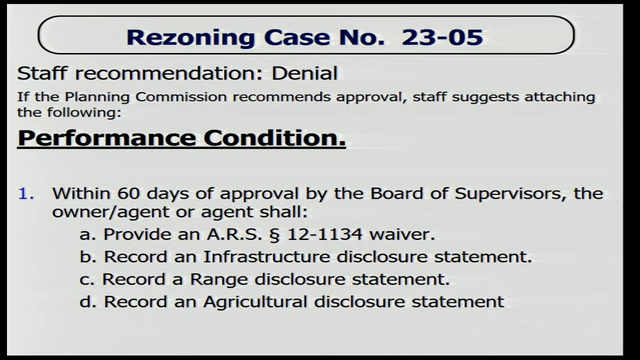 Rezoning Case No. 23-05
Staff recommendation: Denial
If the Planning Commission recommends approval, staff suggests attaching
the following:
Performance Condition.
1. Within 60 days of approval by the Board of Supervisors, the
owner/agent or agent shall:
a. Provide an A.R.S. § 12-1134 waiver.
b. Record an Infrastructure disclosure statement.
c. Record a Range disclosure statement.
d. Record an Agricultural disclosure statement